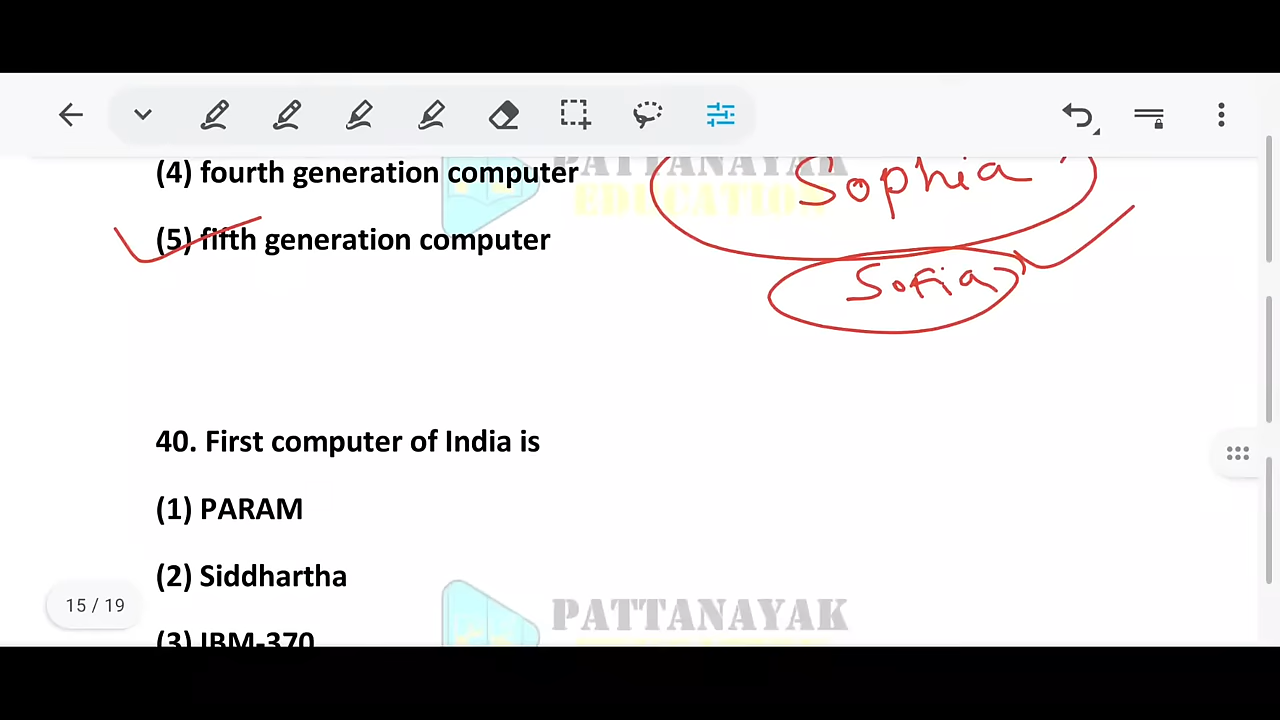 (4) fourth generation computer
PATTANAYAK
EDUCATION
Sophia
(5) fifth generation computer
Sofia
40. First computer of India is
(1) PARAM
(2) Siddhartha
PATTANAYAK
15 / 19
(3) IBM-370